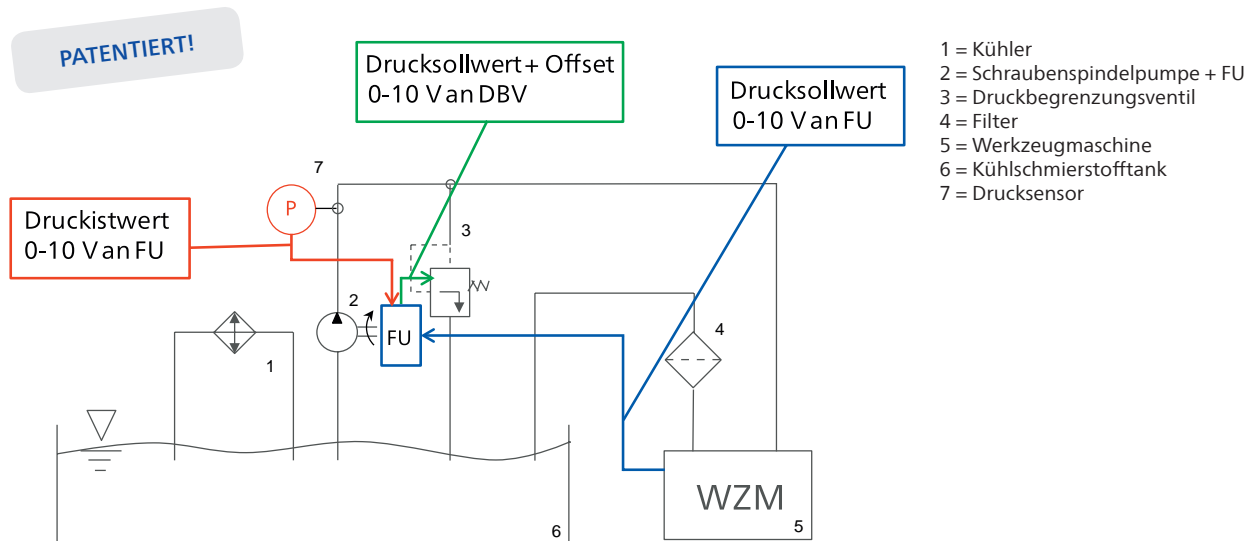 PATENTIERT!
Drucksollwert + Offset
0-10 V an DBV
Drucksollwert
0-10 V an FU
1 = Kühler
2 = Schraubenspindelpumpe + FU
3 = Druckbegrenzungsventil
4 = Filter
5 = Werkzeugmaschine
6 = Kühlschmierstofftank
7 = Drucksensor
7
P
Druckistwert
0-10 V an FU
3
2
FU
4
1
WZM
5
6